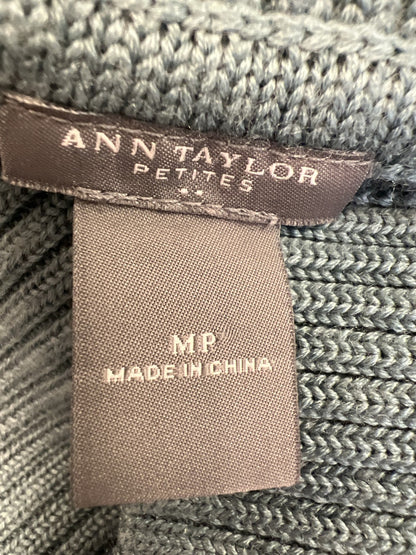 ANN TAYLOR
PETITES
MP
MADE IN CHINA